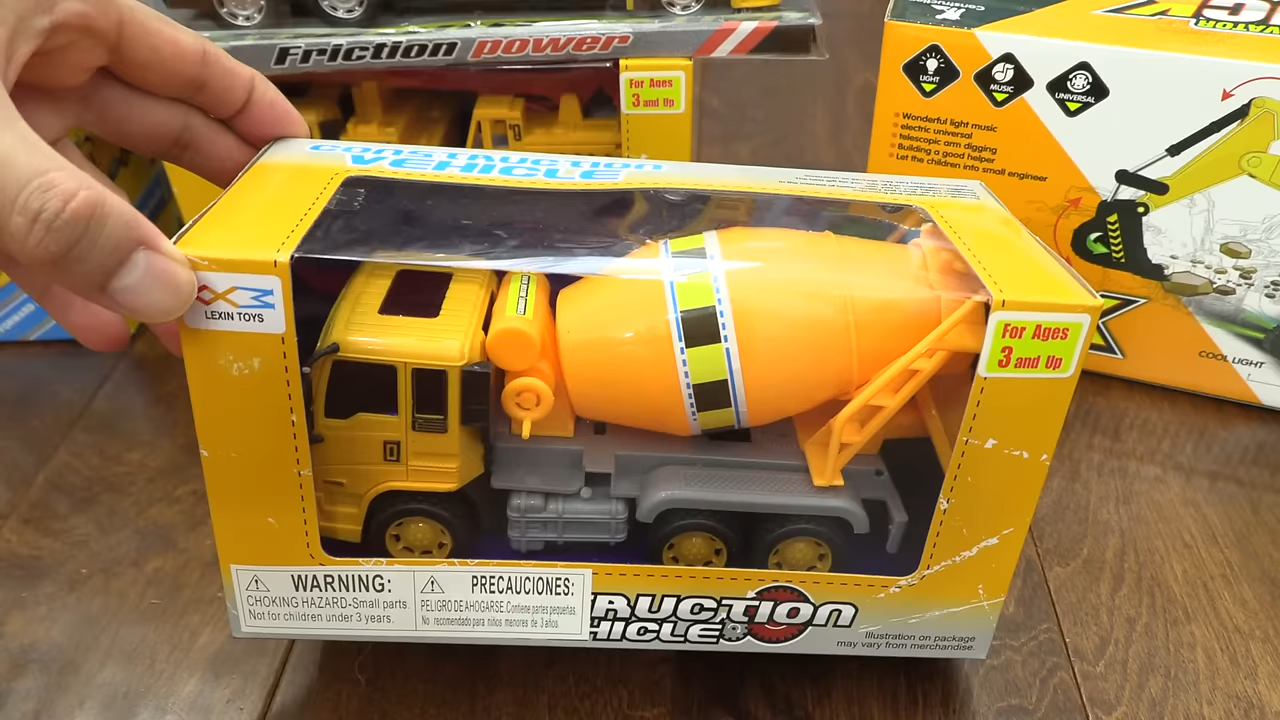 Friction power
For Ages
3 and Up
LIGHT
MUSIC
UNIVERSAL
Wonderful light music
electric universal
telescopic arm digging
Building a good helper
Let the children into small engineer
COOL LIGHT
CONSTRUCTION
VEHICLE
LEXIN TOYS
For Ages
3 and Up
WARNING:
CHOKING HAZARD-Small parts.
Not for children under 3 years.
PRECAUCIONES:
PELIGRO DE AHOGARSE. Contiene partes pequeñas.
No recomendado para niños menores de 3 años
RUCTION
HICLE
Illustration on package
may vary from merchandise.